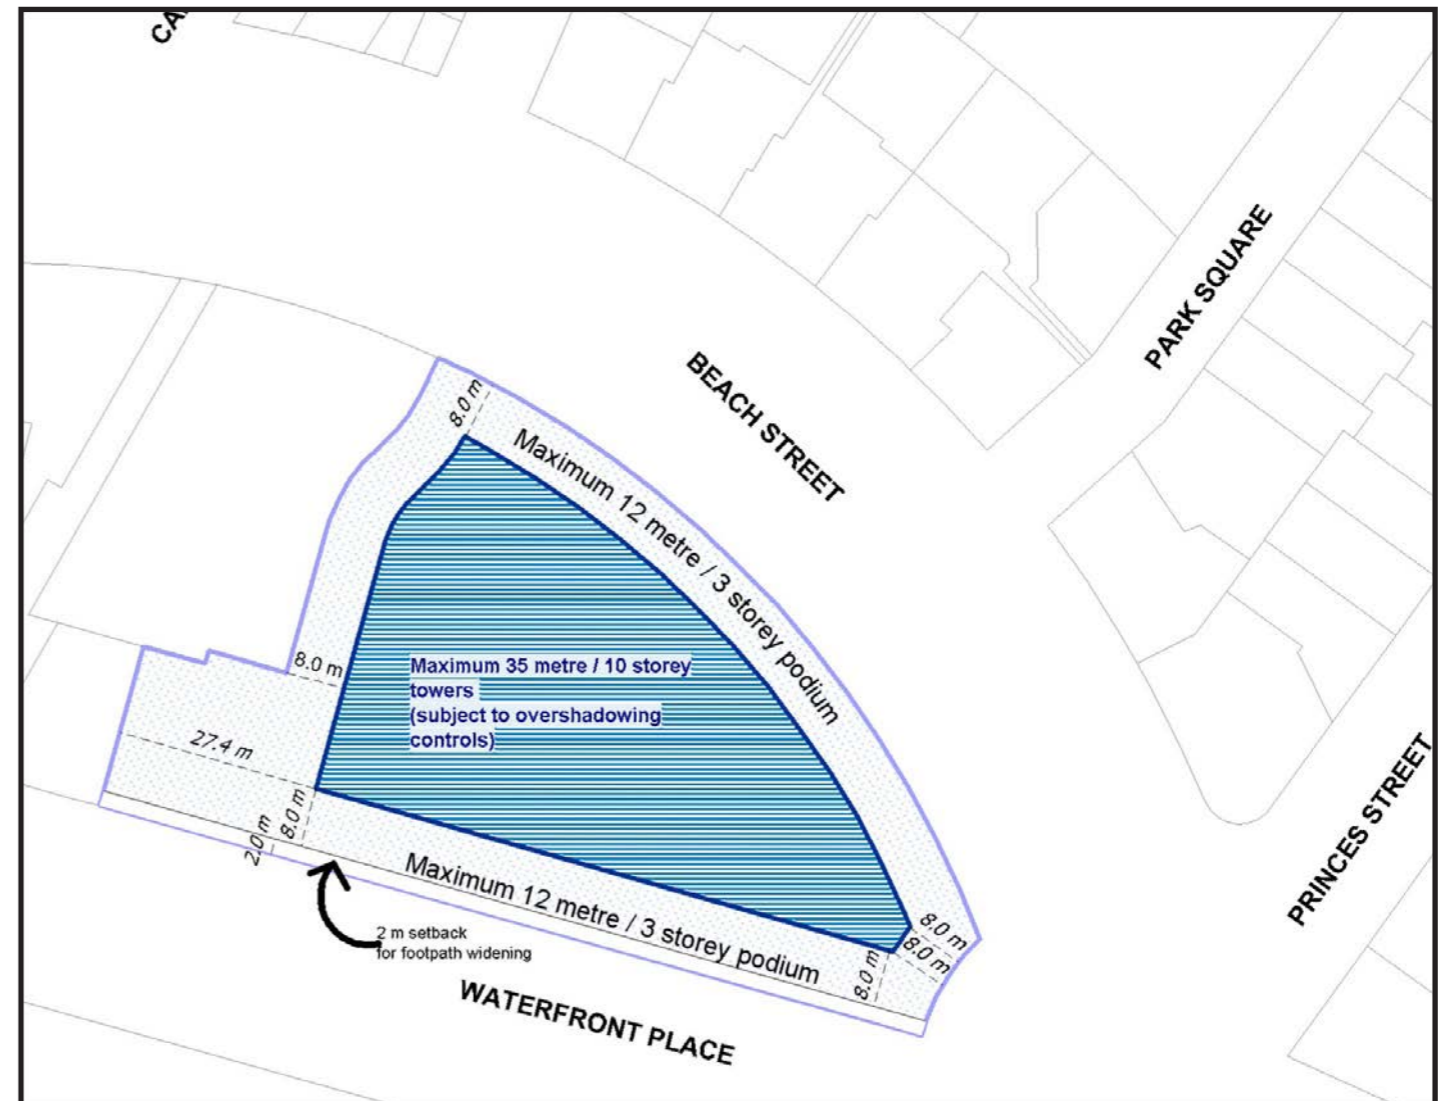 CA
8.0 m
BEACH STREET
PARK SQUARE
Maximum 12 metre / 3 storey podium
8.0 m
Maximum 35 metre / 10 storey
towers
(subject to overshadowing
controls)
27.4 m
PRINCES STREET
8.0 m
2.0 m
Maximum 12 metre / 3 storey podium
8.0 m
8.0 m
8.0 m
2 m setback
for footpath widening
WATERFRONT PLACE